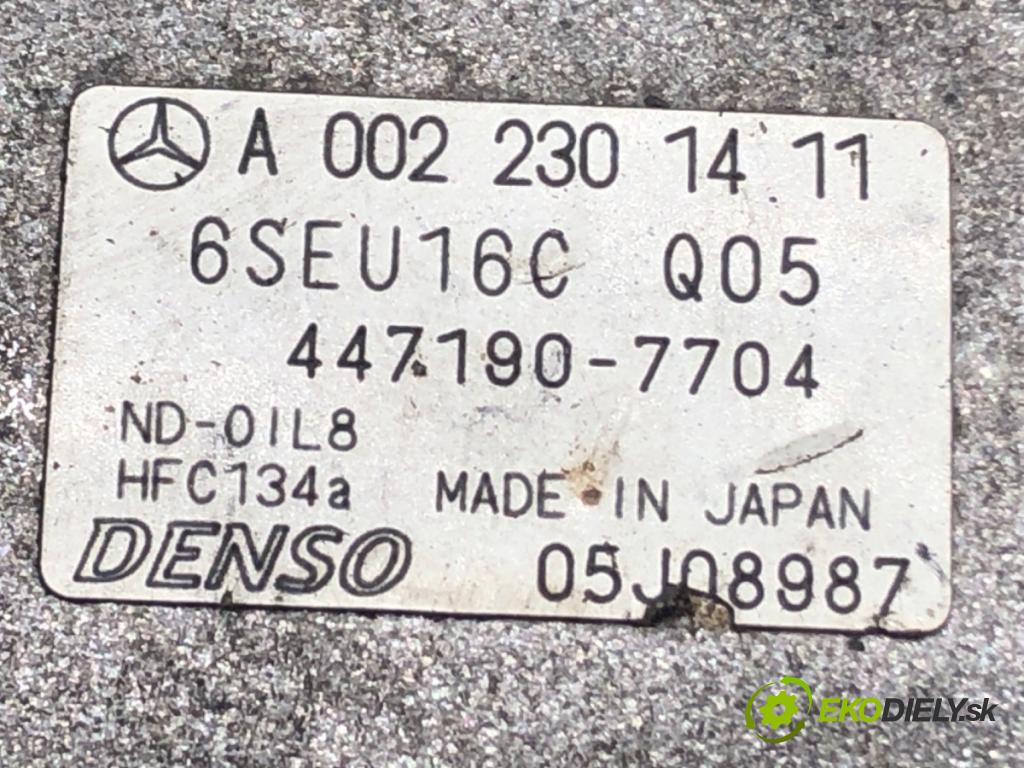 A 002 230 14 11
6SEU16C Q05
447190-7704
ND-OIL8
HFC134a MADE IN JAPAN
DENSO 05J08987
EKODIELY.sk